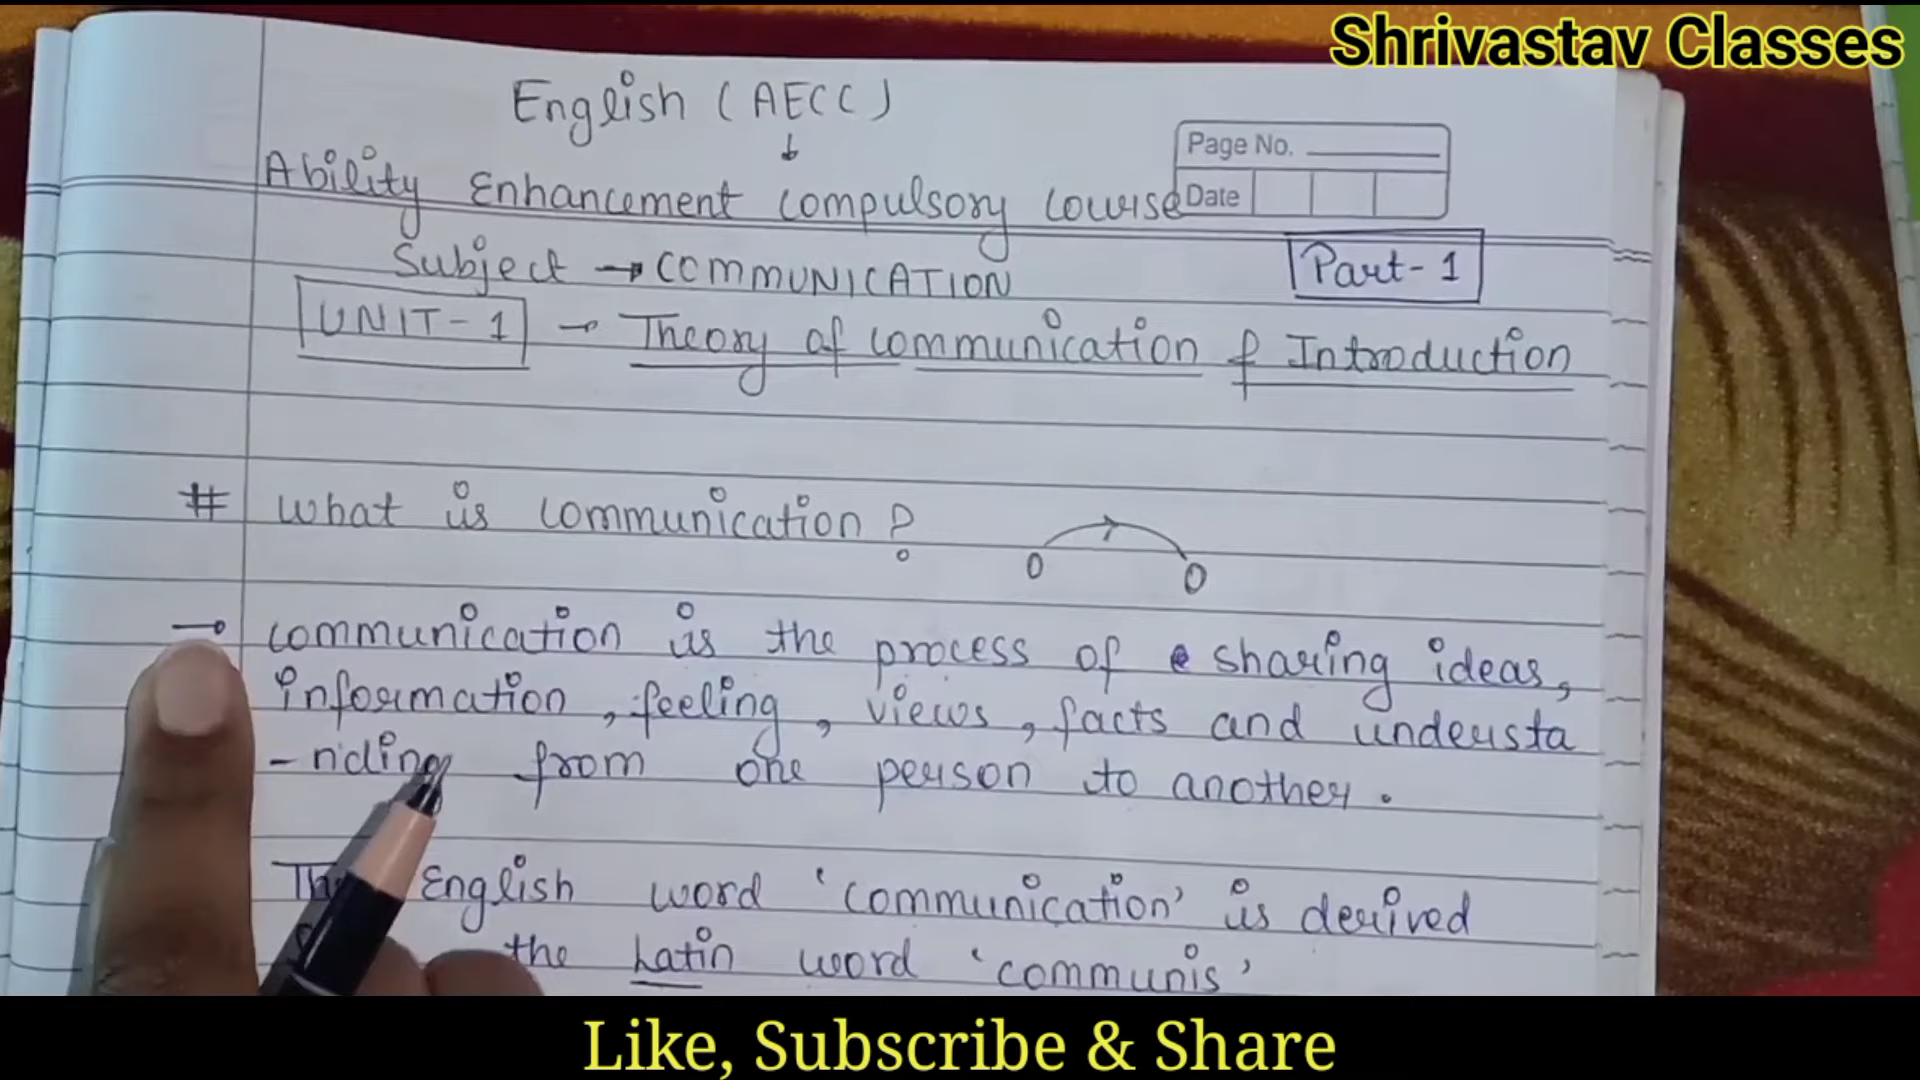 Shrivastav Classes
English (AECC)
Page No.
Ability Enhancement compulsory course
Date
Subject → COMMUNICATION
Part-1
UNIT-1 → Theory of communication & Introduction
# what is communication?
→ communication is the process of sharing ideas,
information, feeling, views, facts and understa
-nding from one person to another.
The English word 'communication' is derived
the Latin word 'communis'
Like, Subscribe & Share